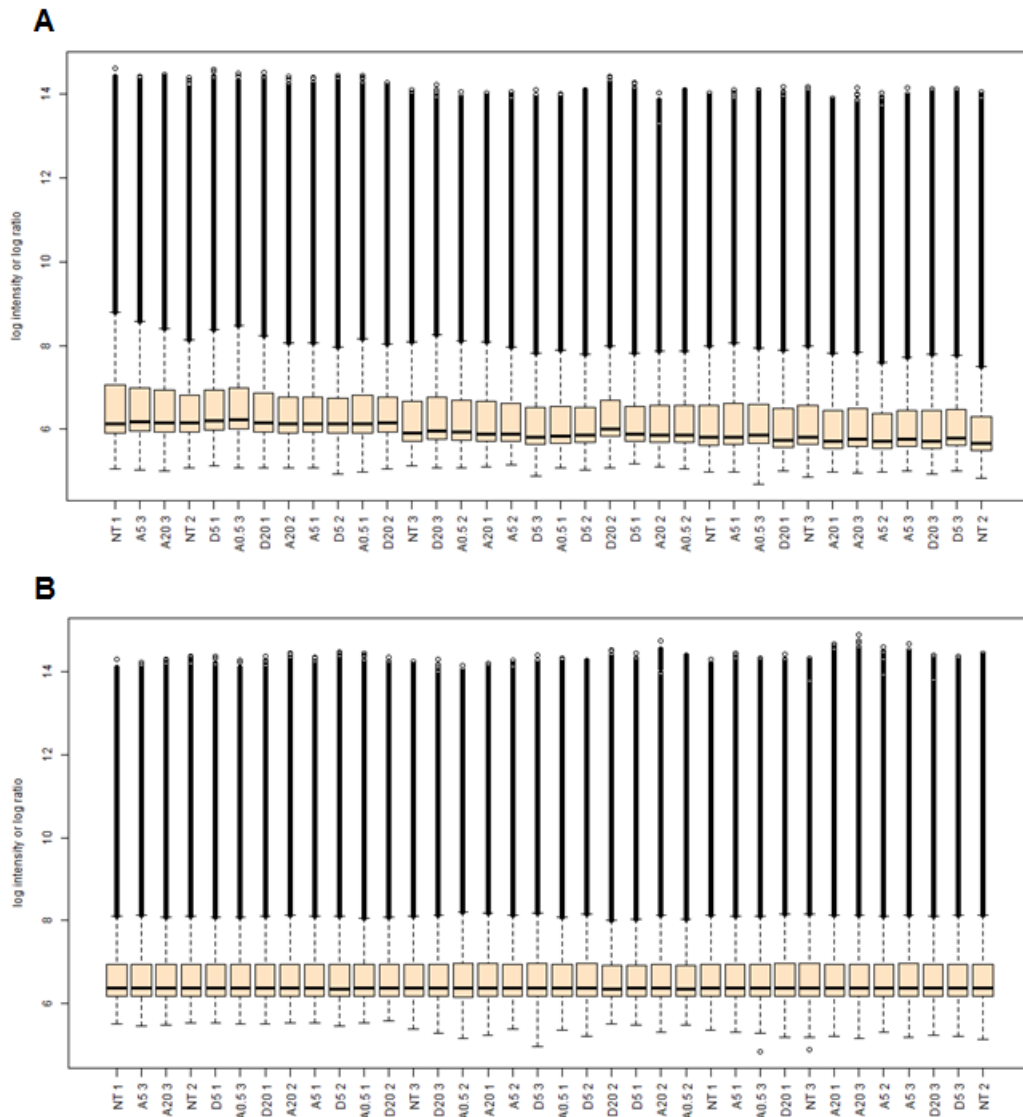 A
log intensity or log ratio
14
12
10
8
6
NT 1 A5 3 A20 3 NT 2 D5 1 A0.5 3 D20 1 A20 2 A5 1 D5 2 A0.5 1 D20 2 NT 3 D20 3 A0.5 2 A20 1 A5 2 D5 3 A0.5 1 D5 2 D20 2 D5 1 A20 2 A0.5 2 NT 1 A5 1 A0.5 3 D20 1 NT 3 A20 1 A20 3 A5 2 A5 3 D20 3 D5 3 NT 2
B
log intensity or log ratio
14
12
10
8
6
NT 1 A5 3 A20 3 NT 2 D5 1 A0.5 3 D20 1 A20 2 A5 1 D5 2 A0.5 1 D20 2 NT 3 D20 3 A0.5 2 A20 1 A5 2 D5 3 A0.5 1 D5 2 D20 2 D5 1 A20 2 A0.5 2 NT 1 A5 1 A0.5 3 D20 1 NT 3 A20 1 A20 3 A5 2 A5 3 D20 3 D5 3 NT 2